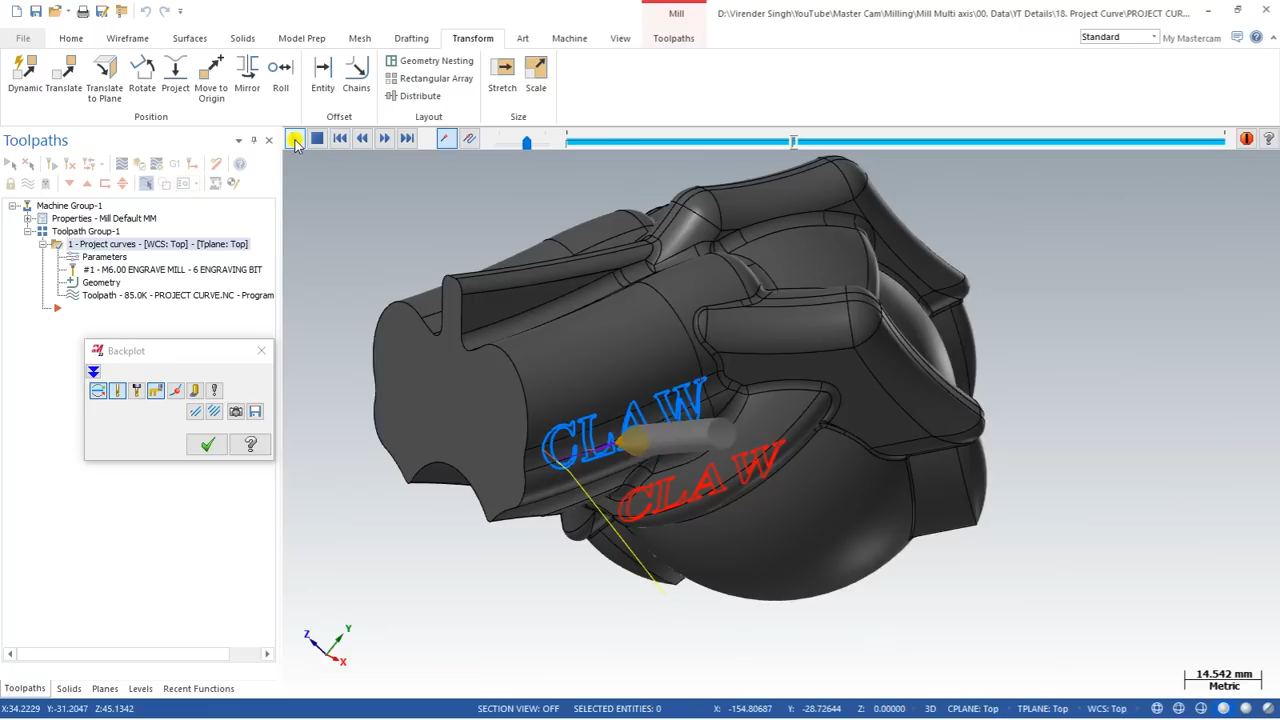 Mill
D:\Virender Singh\YouTube\Master Cam\Milling\Mill Multi axis\00. Data\YT Details\18. Project Curve\PROJECT CUR...
File Home Wireframe Surfaces Solids Model Prep Mesh Drafting Transform Art Machine View Toolpaths
Standard My Mastercam
Dynamic Translate Translate to Plane Rotate Project Move to Origin Mirror Roll
Entity Chains
Geometry Nesting
Rectangular Array
Distribute
Stretch Scale
Position Offset Layout Size
Toolpaths
G1
Machine Group-1
Properties - Mill Default MM
Toolpath Group-1
1 - Project curves - [WCS: Top] - [Tplane: Top]
Parameters
#1 - M6.00 ENGRAVE MILL - 6 ENGRAVING BIT
Geometry
Toolpath - 85.0K - PROJECT CURVE.NC - Program
Backplot
CLAW
CLAW
Z Y X
14.542 mm
Metric
Toolpaths Solids Planes Levels Recent Functions
X:34.2229 Y:-31.2047 Z:45.1342 SECTION VIEW: OFF SELECTED ENTITIES: 0 X: -154.80687 Y: -28.72644 Z: 0.00000 3D CPLANE: Top TPLANE: Top WCS: Top